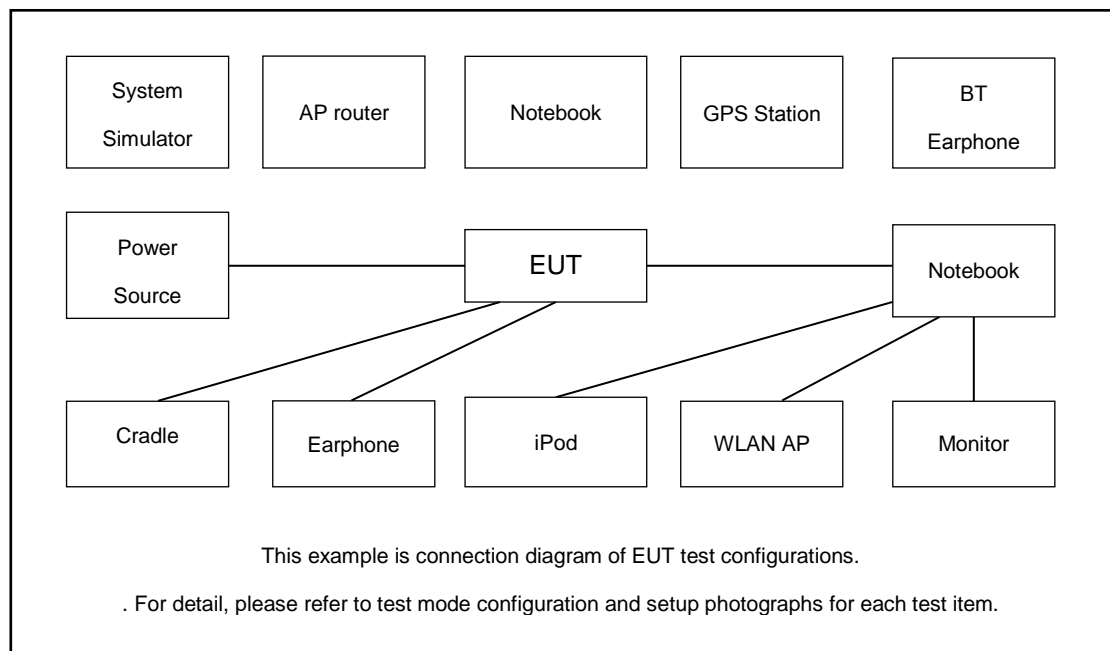 System
Simulator
AP router
Notebook
GPS Station
BT
Earphone
Power
Source
EUT
Notebook
Cradle
Earphone
iPod
WLAN AP
Monitor
This example is connection diagram of EUT test configurations.
. For detail, please refer to test mode configuration and setup photographs for each test item.